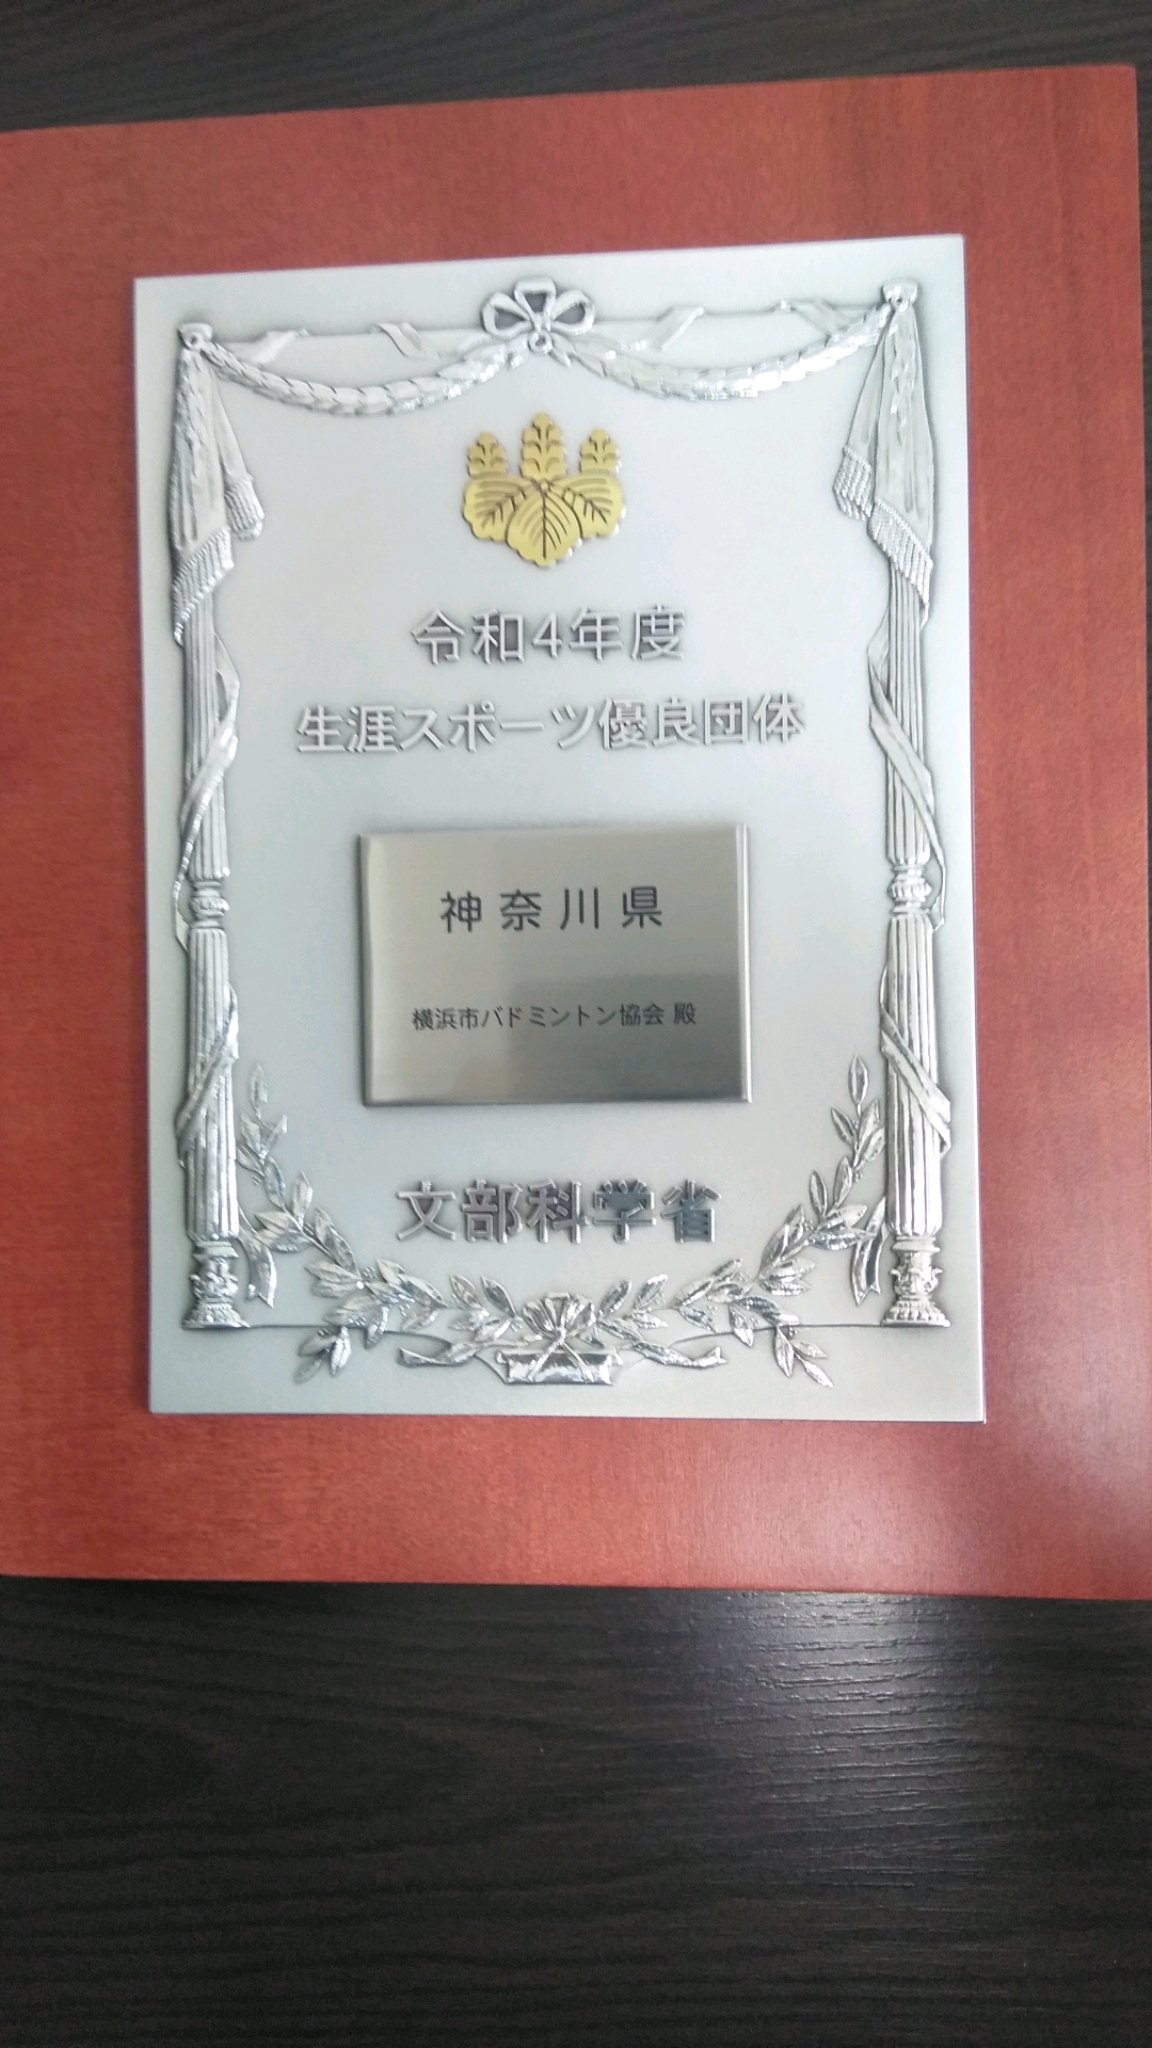 令和4年度
生涯スポーツ優良団体
神奈川県
横浜市バドミントン協会 殿
文部科学省